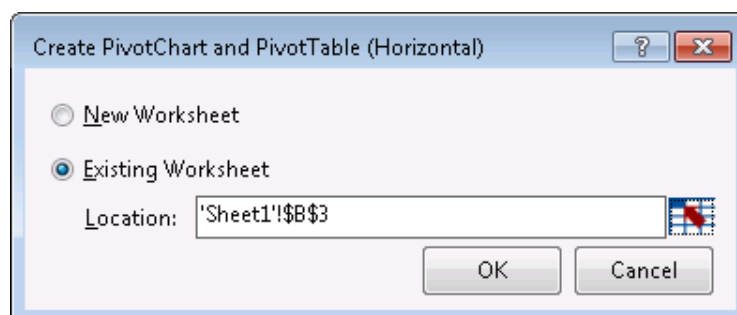 Create PivotChart and PivotTable (Horizontal) ?
New Worksheet
Existing Worksheet
Location: 'Sheet1'!$B$3
OK Cancel